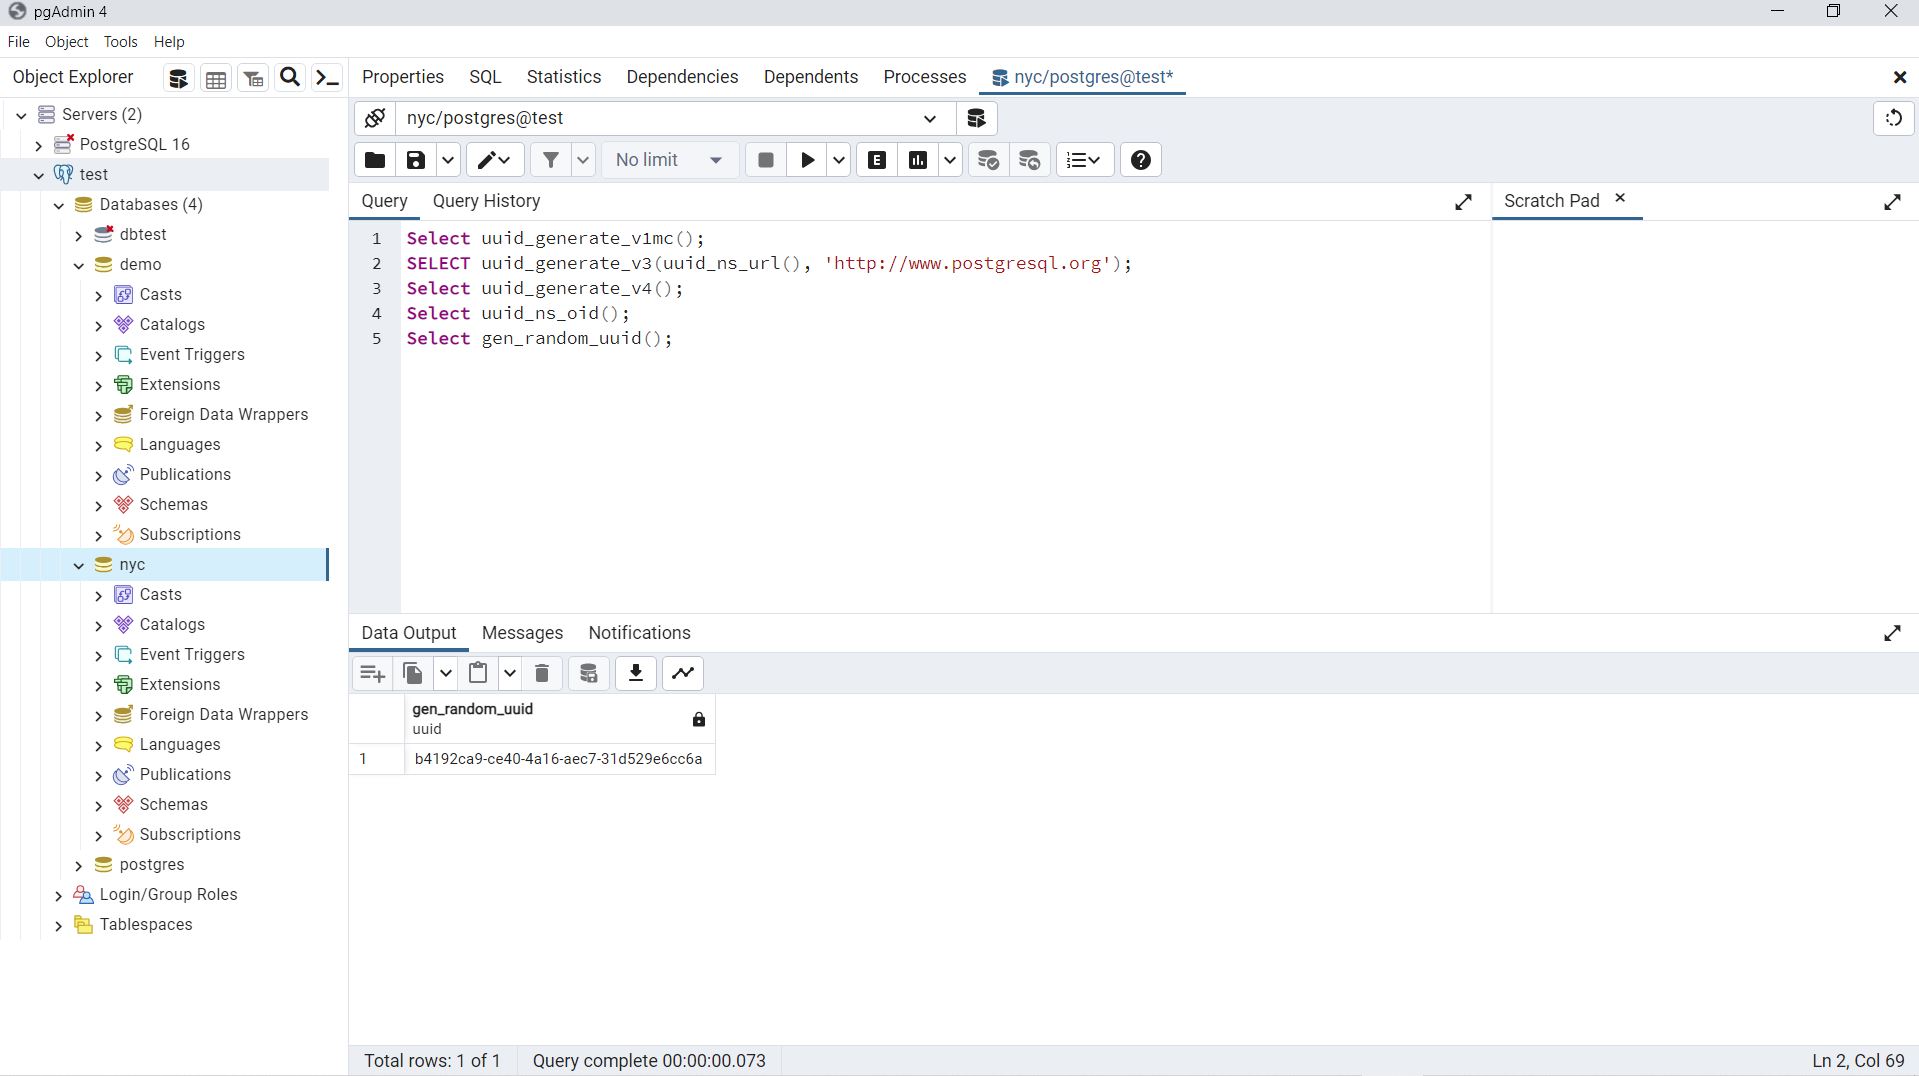 pgAdmin 4
File Object Tools Help
Object Explorer
Properties SQL Statistics Dependencies Dependents Processes nyc/postgres@test*
Servers (2)
PostgreSQL 16
test
Databases (4)
dbtest
demo
Casts
Catalogs
Event Triggers
Extensions
Foreign Data Wrappers
Languages
Publications
Schemas
Subscriptions
nyc
Casts
Catalogs
Event Triggers
Extensions
Foreign Data Wrappers
Languages
Publications
Schemas
Subscriptions
postgres
Login/Group Roles
Tablespaces
nyc/postgres@test
No limit
E
Query Query History
Scratch Pad
1 Select uuid_generate_v1mc();
2 SELECT uuid_generate_v3(uuid_ns_url(), 'http://www.postgresql.org');
3 Select uuid_generate_v4();
4 Select uuid_ns_oid();
5 Select gen_random_uuid();
Data Output Messages Notifications
gen_random_uuid
uuid
1 b4192ca9-ce40-4a16-aec7-31d529e6cc6a
Total rows: 1 of 1 Query complete 00:00:00.073 Ln 2, Col 69